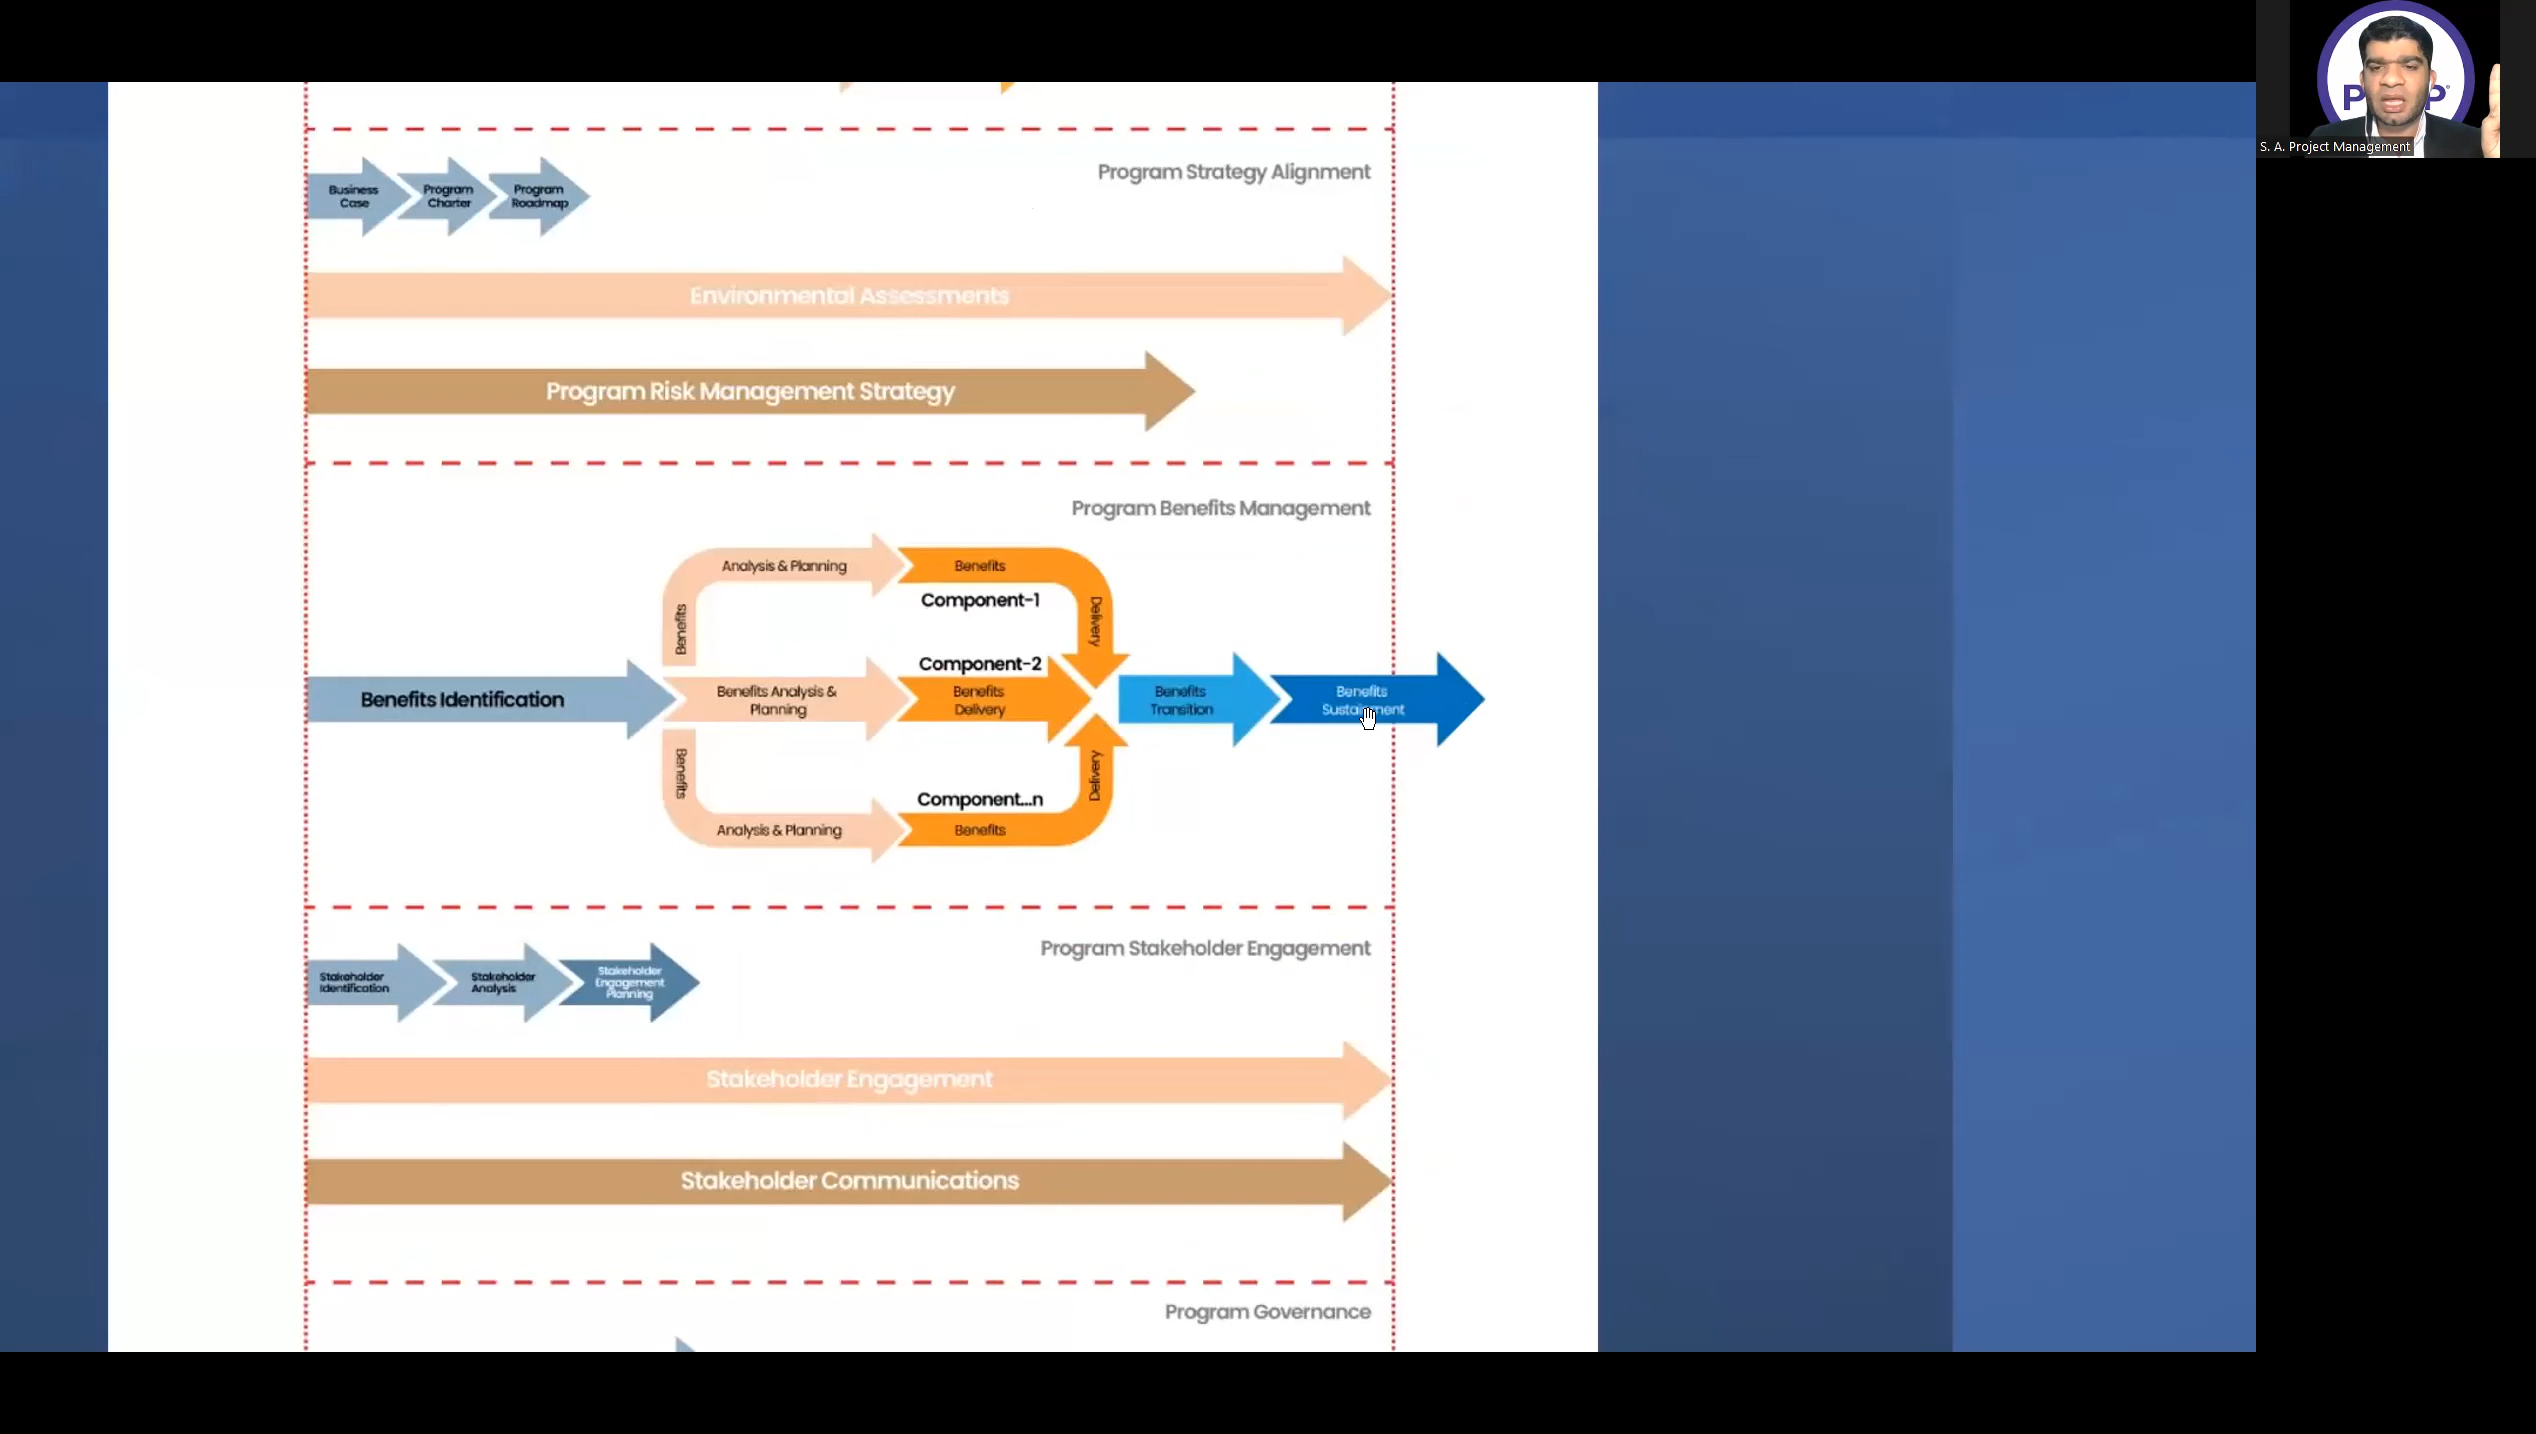 P P
S. A. Project Management
Program Strategy Alignment
Business
Case
Program
Charter
Program
Roadmap
Environmental Assessments
Program Risk Management Strategy
Program Benefits Management
Analysis & Planning
Benefits
Component-1
Benefits
Delivery
Component-2
Benefits Identification
Benefits Analysis &
Planning
Benefits
Delivery
Benefits
Transition
Benefits
Sustainment
Benefits
Delivery
Component...n
Analysis & Planning
Benefits
Program Stakeholder Engagement
Stakeholder
Identification
Stakeholder
Analysis
Stakeholder
Engagement
Planning
Stakeholder Engagement
Stakeholder Communications
Program Governance